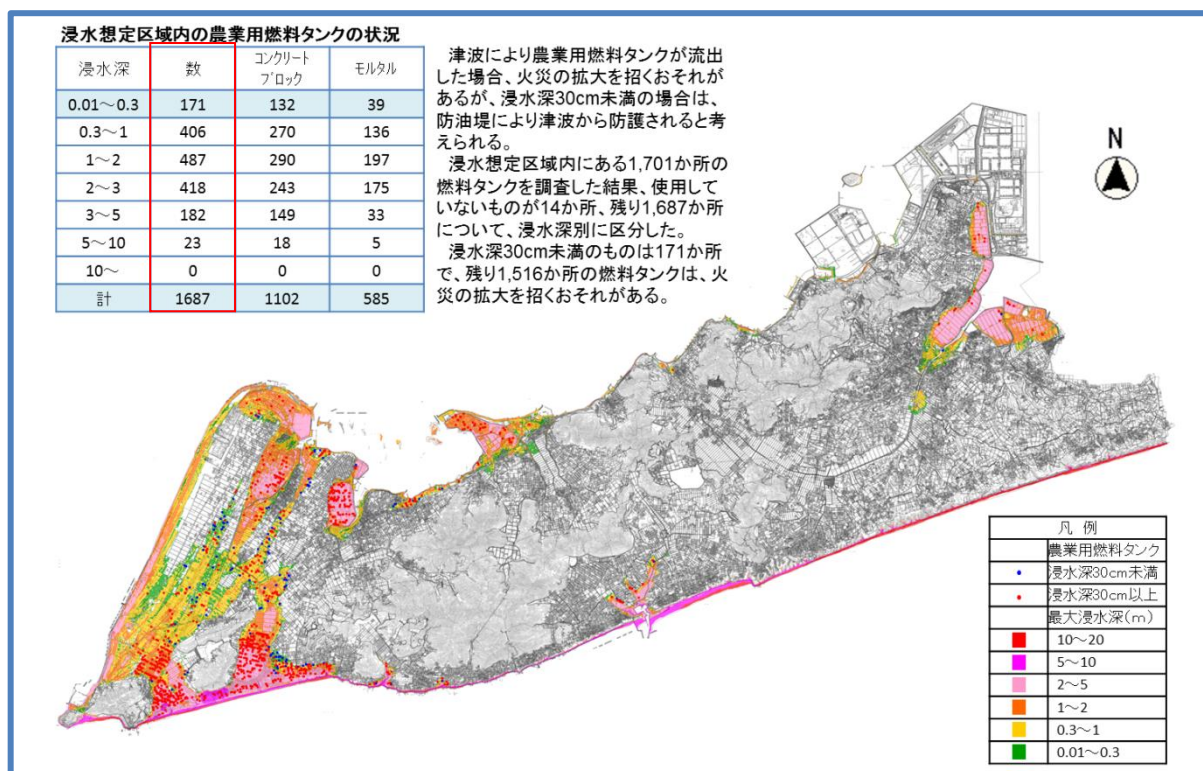 浸水想定区域内の農業用燃料タンクの状況
浸水深 数 コンクリートブロック モルタル
0.01～0.3 171 132 39
0.3～1 406 270 136
1～2 487 290 197
2～3 418 243 175
3～5 182 149 33
5～10 23 18 5
10～ 0 0 0
計 1687 1102 585
津波により農業用燃料タンクが流出
した場合、火災の拡大を招くおそれが
あるが、浸水深30cm未満の場合は、
防油堤により津波から防護されると考
えられる。
浸水想定区域内にある1,701か所の
燃料タンクを調査した結果、使用して
いないものが14か所、残り1,687か所
について、浸水深別に区分した。
浸水深30cm未満のものは171か所
で、残り1,516か所の燃料タンクは、火
災の拡大を招くおそれがある。
N
凡 例
農業用燃料タンク
浸水深30cm未満
浸水深30cm以上
最大浸水深(m)
10～20
5～10
2～5
1～2
0.3～1
0.01～0.3